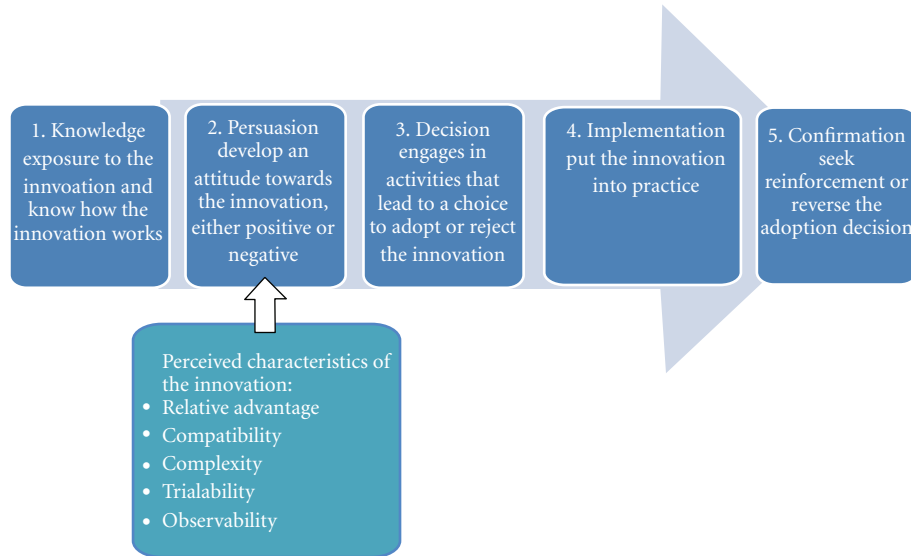 1. Knowledge
exposure to the
innvoation and
know how the
innovation works
2. Persuasion
develop an
attitude towards
the innovation,
either positive or
negative
3. Decision
engages in
activities that
lead to a choice
to adopt or reject
the innovation
4. Implementation
put the innovation
into practice
5. Confirmation
seek
reinforcement or
reverse the
adoption decision
Perceived characteristics of
the innovation:
• Relative advantage
• Compatibility
• Complexity
• Trialability
• Observability